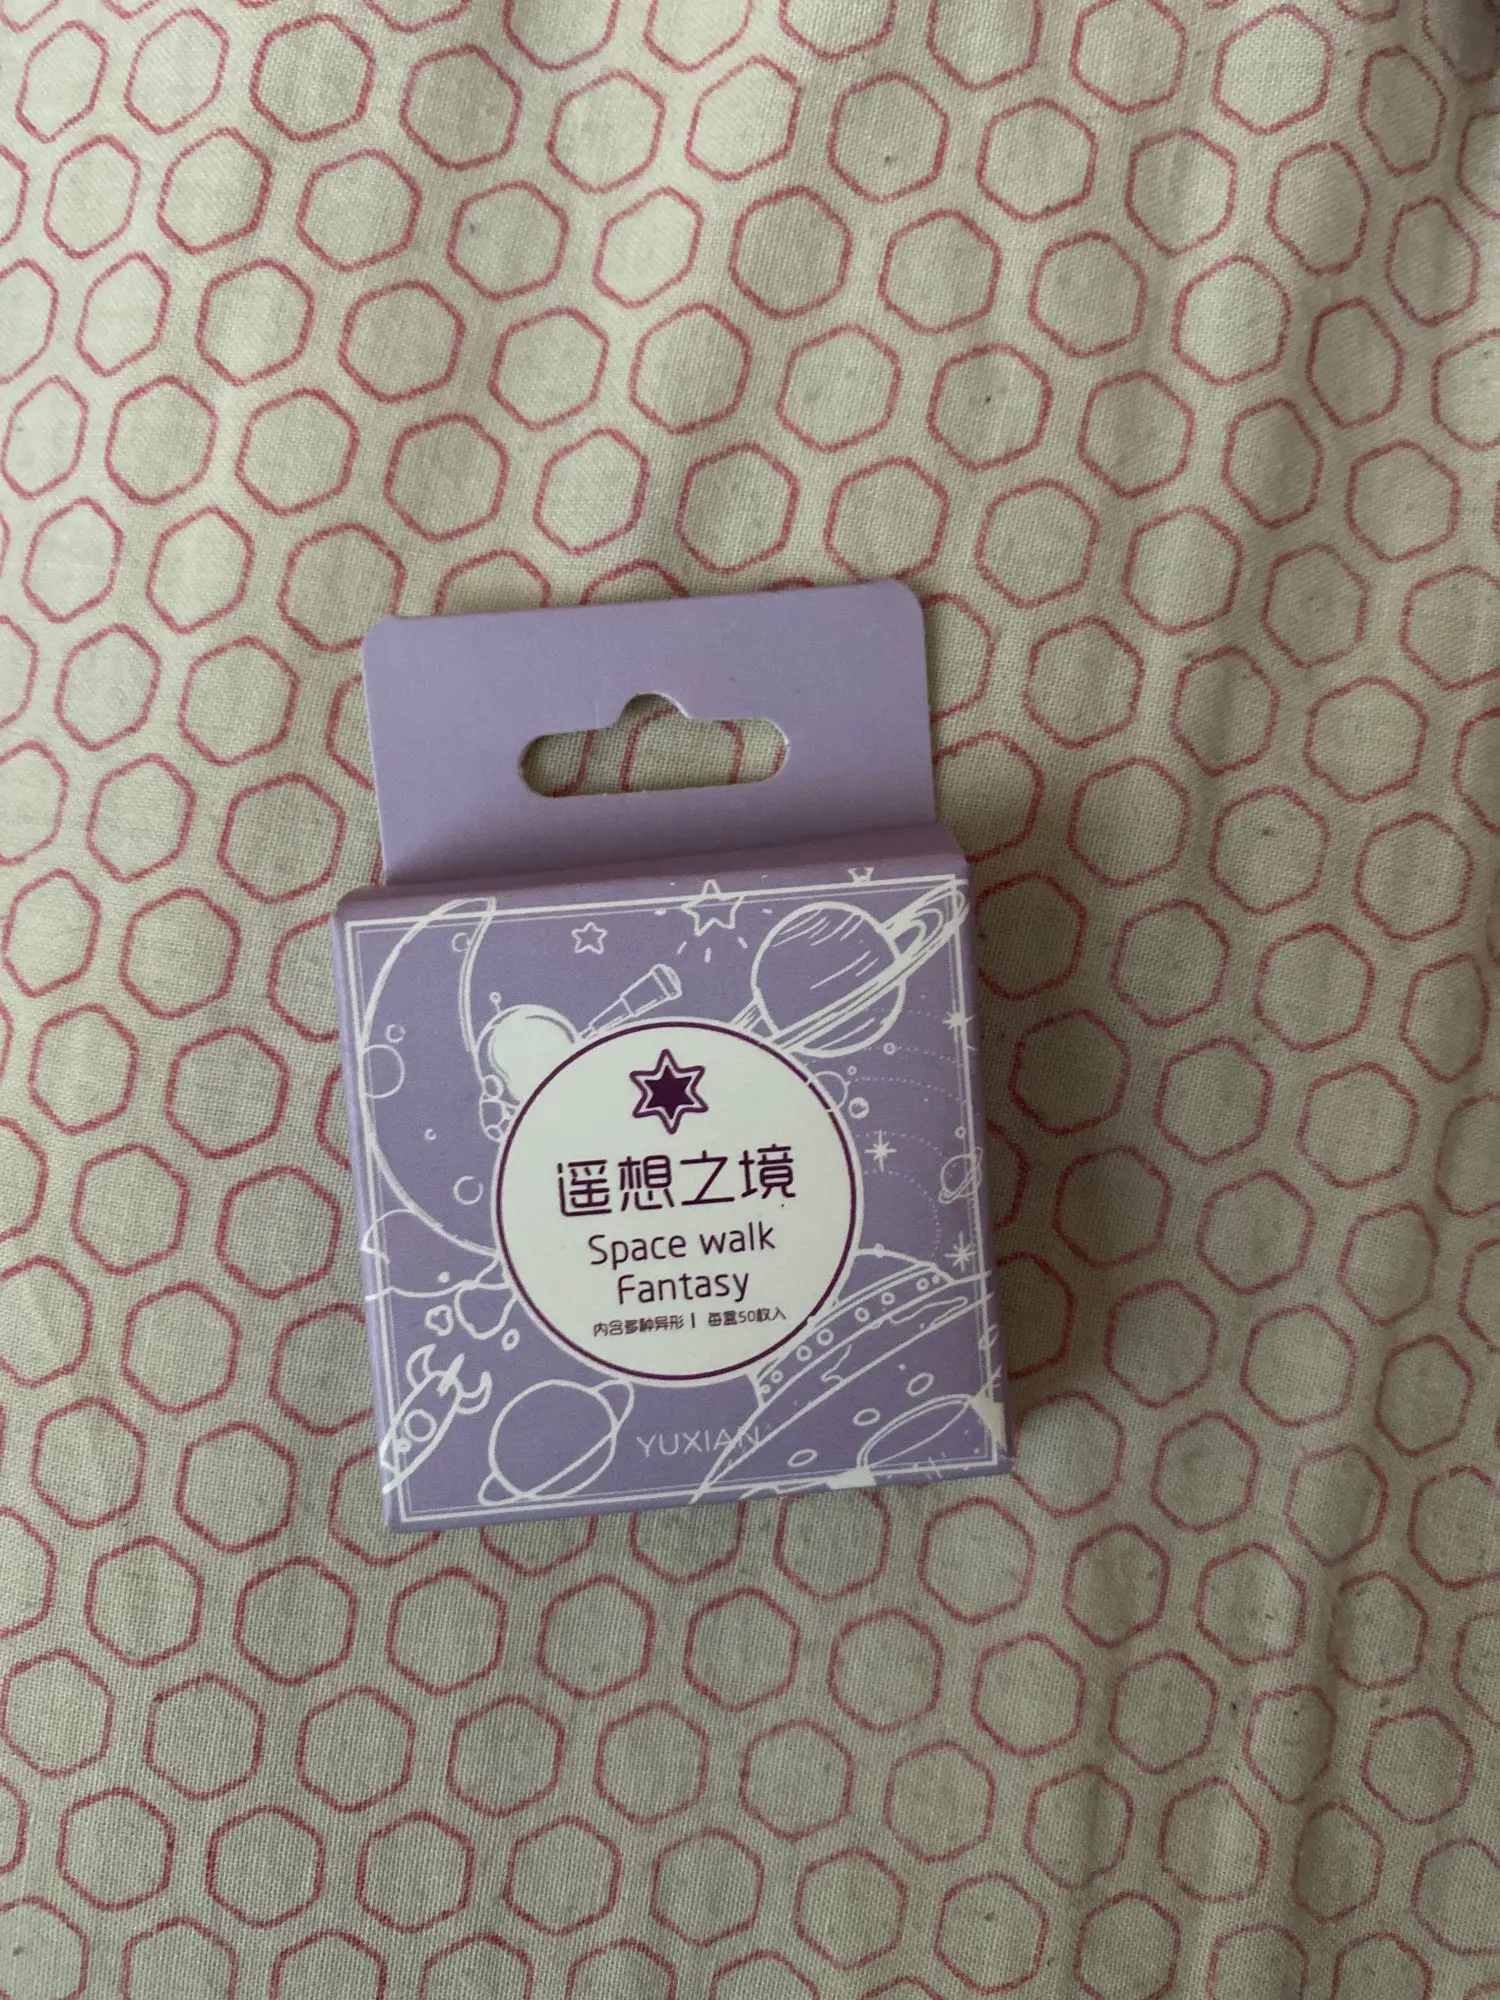 遥想之境
Space walk
Fantasy
内含多种异形 | 每盒50枚入
YUXIAN